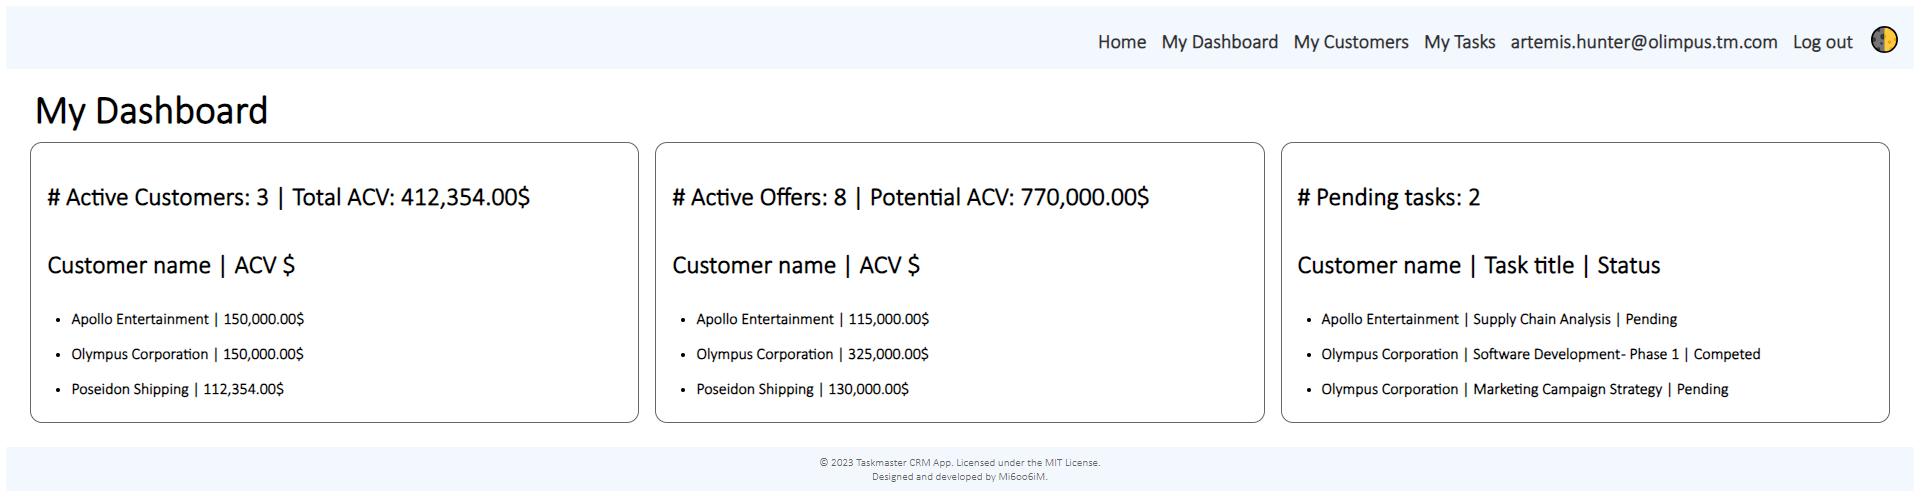 Home My Dashboard My Customers My Tasks artemis.hunter@olimpus.tm.com Log out
My Dashboard
# Active Customers: 3 | Total ACV: 412,354.00$
Customer name | ACV $
Apollo Entertainment | 150,000.00$
Olympus Corporation | 150,000.00$
Poseidon Shipping | 112,354.00$
# Active Offers: 8 | Potential ACV: 770,000.00$
Customer name | ACV $
Apollo Entertainment | 115,000.00$
Olympus Corporation | 325,000.00$
Poseidon Shipping | 130,000.00$
# Pending tasks: 2
Customer name | Task title | Status
Apollo Entertainment | Supply Chain Analysis | Pending
Olympus Corporation | Software Development- Phase 1 | Competed
Olympus Corporation | Marketing Campaign Strategy | Pending
© 2023 Taskmaster CRM App. Licensed under the MIT License.
Designed and developed by Mi6oo6iM.